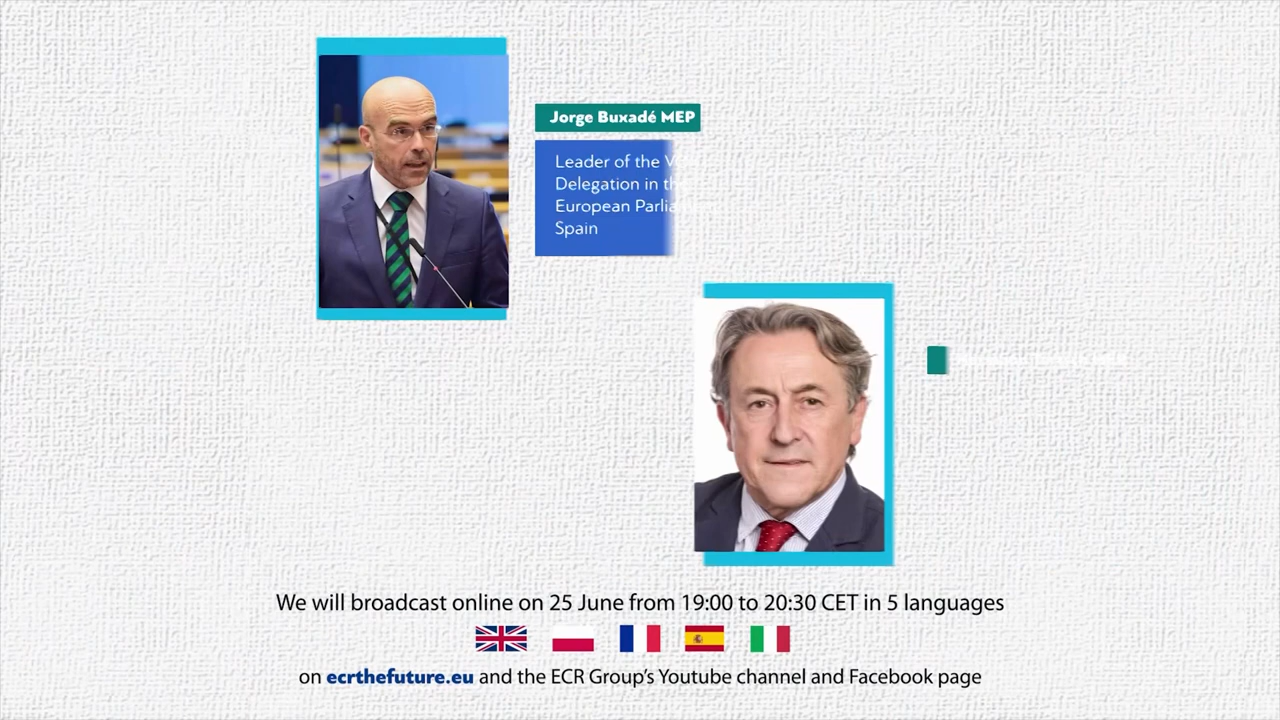 Jorge Buxadé MEP
Leader of the
Delegation in the
European Parliament
Spain
We will broadcast online on 25 June from 19:00 to 20:30 CET in 5 languages
on ecrthefuture.eu and the ECR Group's Youtube channel and Facebook page